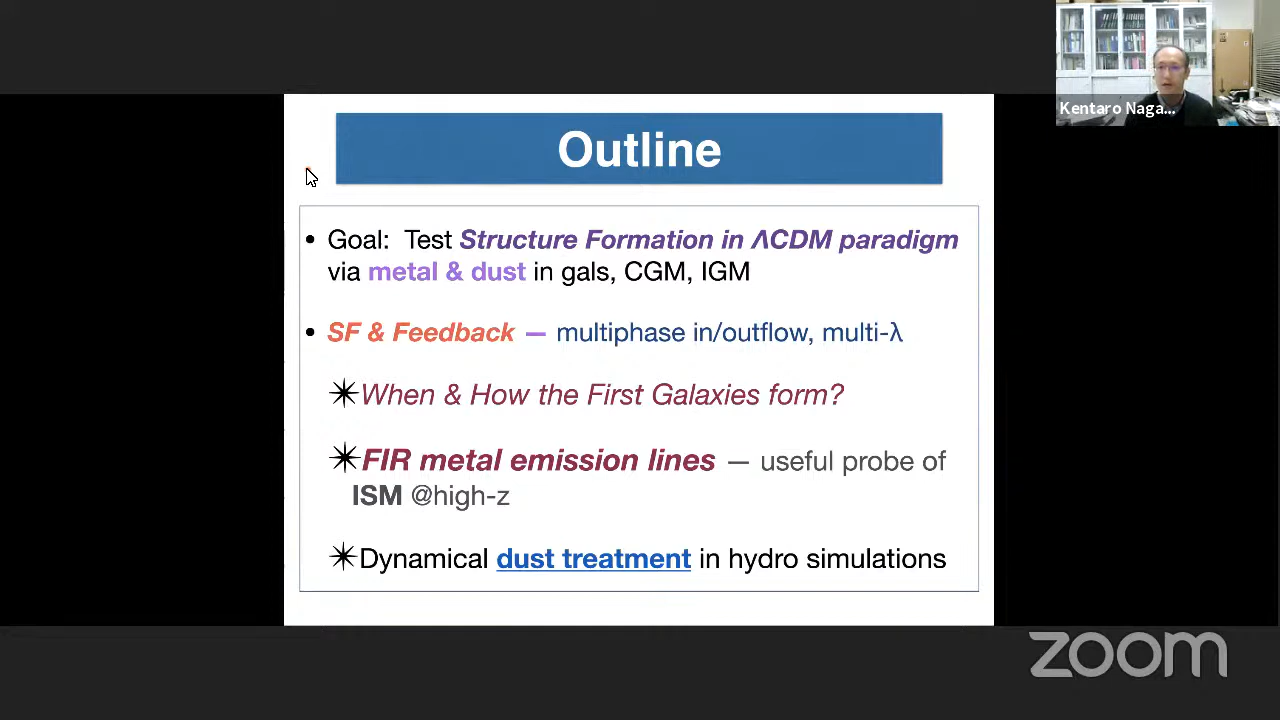 Kentaro Naga...
Outline
• Goal: Test Structure Formation in ΛCDM paradigm
via metal & dust in gals, CGM, IGM
• SF & Feedback — multiphase in/outflow, multi-λ
✴When & How the First Galaxies form?
✴FIR metal emission lines — useful probe of
ISM @high-z
✴Dynamical dust treatment in hydro simulations
zoom